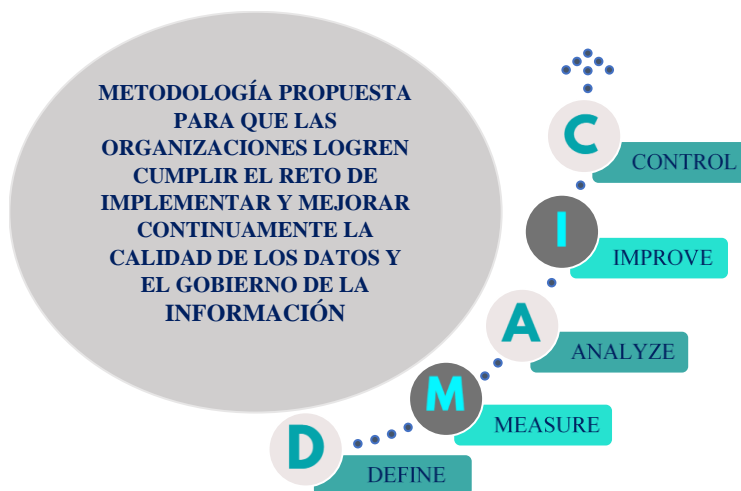 METODOLOGÍA PROPUESTA
PARA QUE LAS
ORGANIZACIONES LOGREN
CUMPLIR EL RETO DE
IMPLEMENTAR Y MEJORAR
CONTINUAMENTE LA
CALIDAD DE LOS DATOS Y
EL GOBIERNO DE LA
INFORMACIÓN
C
CONTROL
I
IMPROVE
A
ANALYZE
M
MEASURE
D
DEFINE